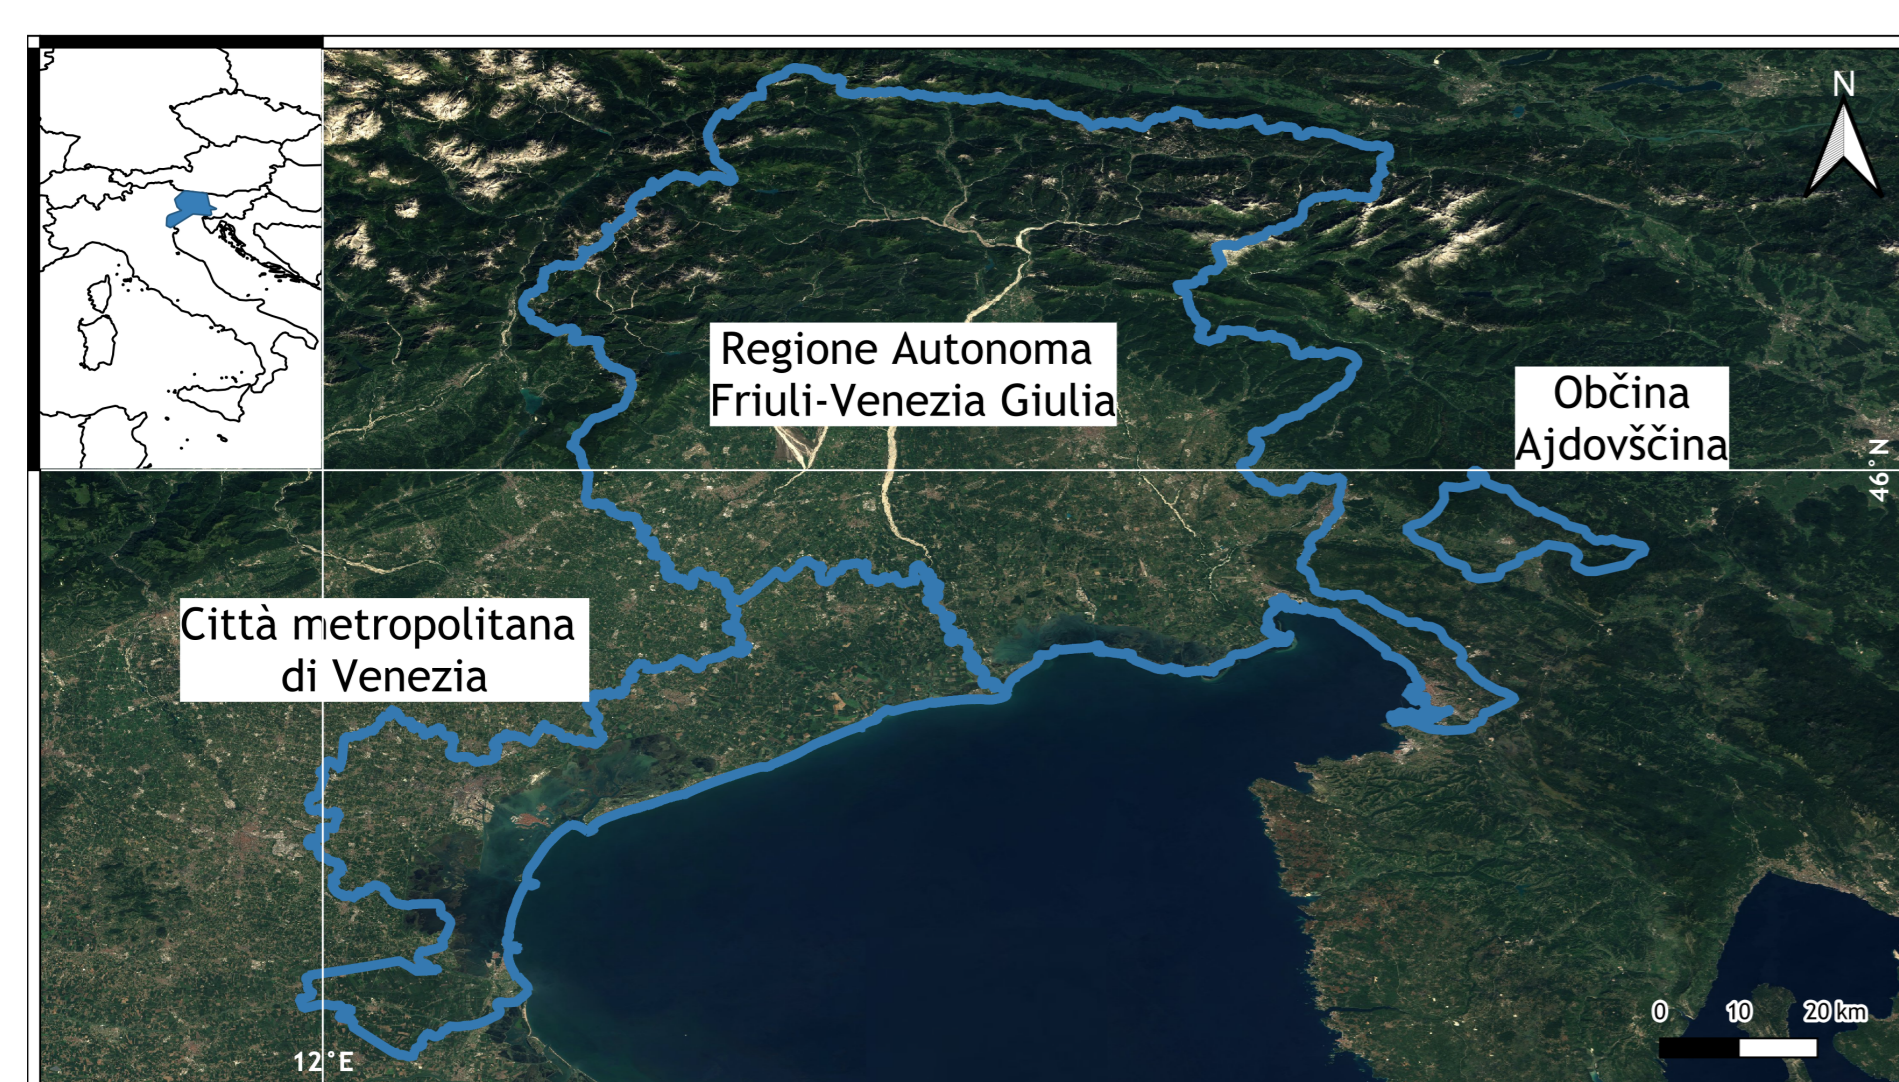 N
Regione Autonoma
Friuli-Venezia Giulia
Občina
Ajdovščina
46°N
Città metropolitana
di Venezia
0 10 20 km
12°E